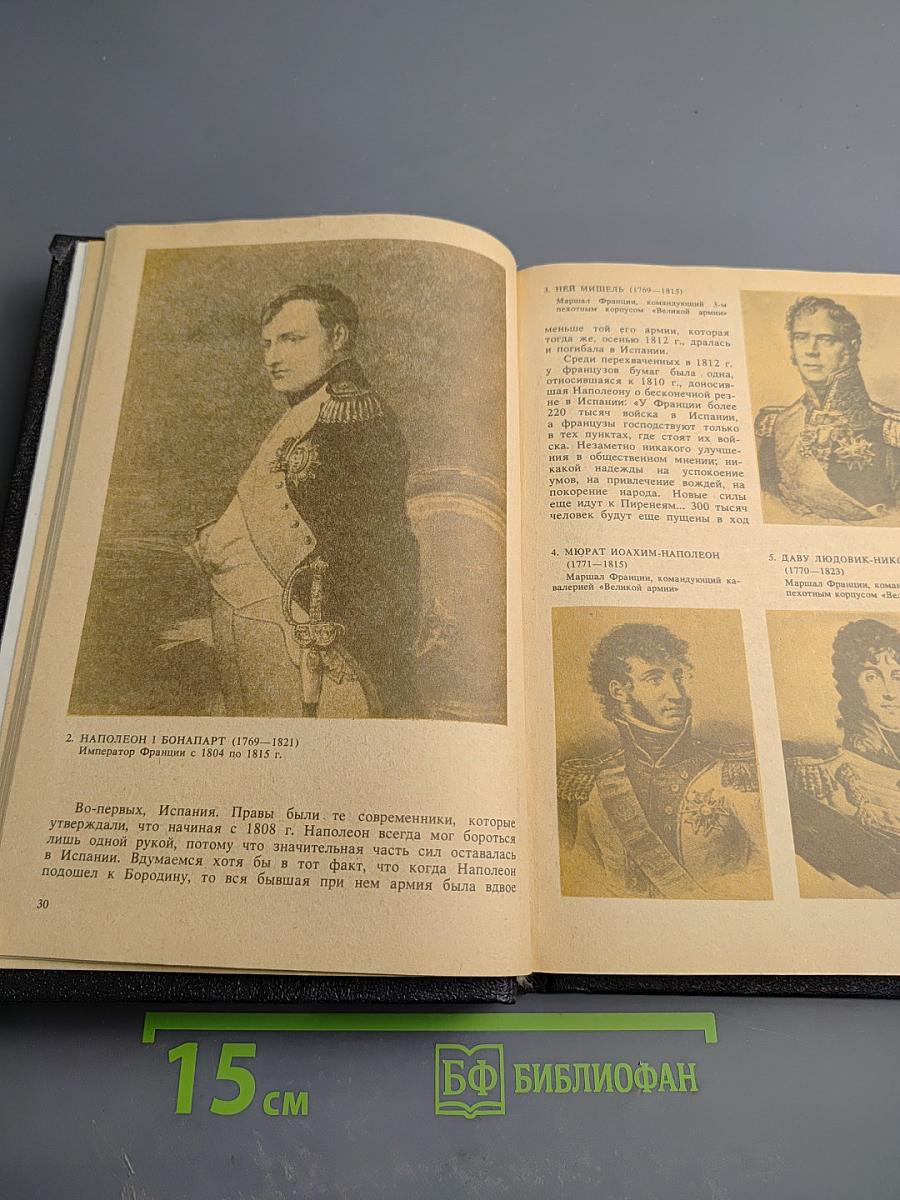 2. НАПОЛЕОН I БОНАПАРТ (1769—1821)
Император Франции с 1804 по 1815 г.
Во-первых, Испания. Правы были те современники, которые
утверждали, что начиная с 1808 г. Наполеон всегда мог бороться
лишь одной рукой, потому что значительная часть сил оставалась
в Испании. Вдумаемся хотя бы в тот факт, что когда Наполеон
подошел к Бородину, то вся бывшая при нем армия была вдвое
30
3. НЕЙ МИШЕЛЬ (1769—1815)
Маршал Франции, командующий 3-м
пехотным корпусом «Великой армии»
меньше той его армии, которая
тогда же, осенью 1812 г., дралась
и погибала в Испании.
Среди перехваченных в 1812 г.
у французов бумаг была одна,
относившаяся к 1810 г., доносив-
шая Наполеону о бесконечной рез-
не в Испании: «У Франции более
220 тысяч войска в Испании,
а французы господствуют только
в тех пунктах, где стоят их вой-
ска. Незаметно никакого улучше-
ния в общественном мнении; ни-
какой надежды на успокоение
умов, на привлечение вождей, на
покорение народа. Новые силы
еще идут к Пиренеям... 300 тысяч
человек будут еще пущены в ход
4. МЮРАТ ИОАХИМ-НАПОЛЕОН
(1771—1815)
Маршал Франции, командующий ка-
валерией «Великой армии»
5. ДАВУ ЛЮДОВИК-НИКО
(1770—1823)
Маршал Франции, коман
пехотным корпусом «Вел
15 см
БФ БИБЛИОФАН